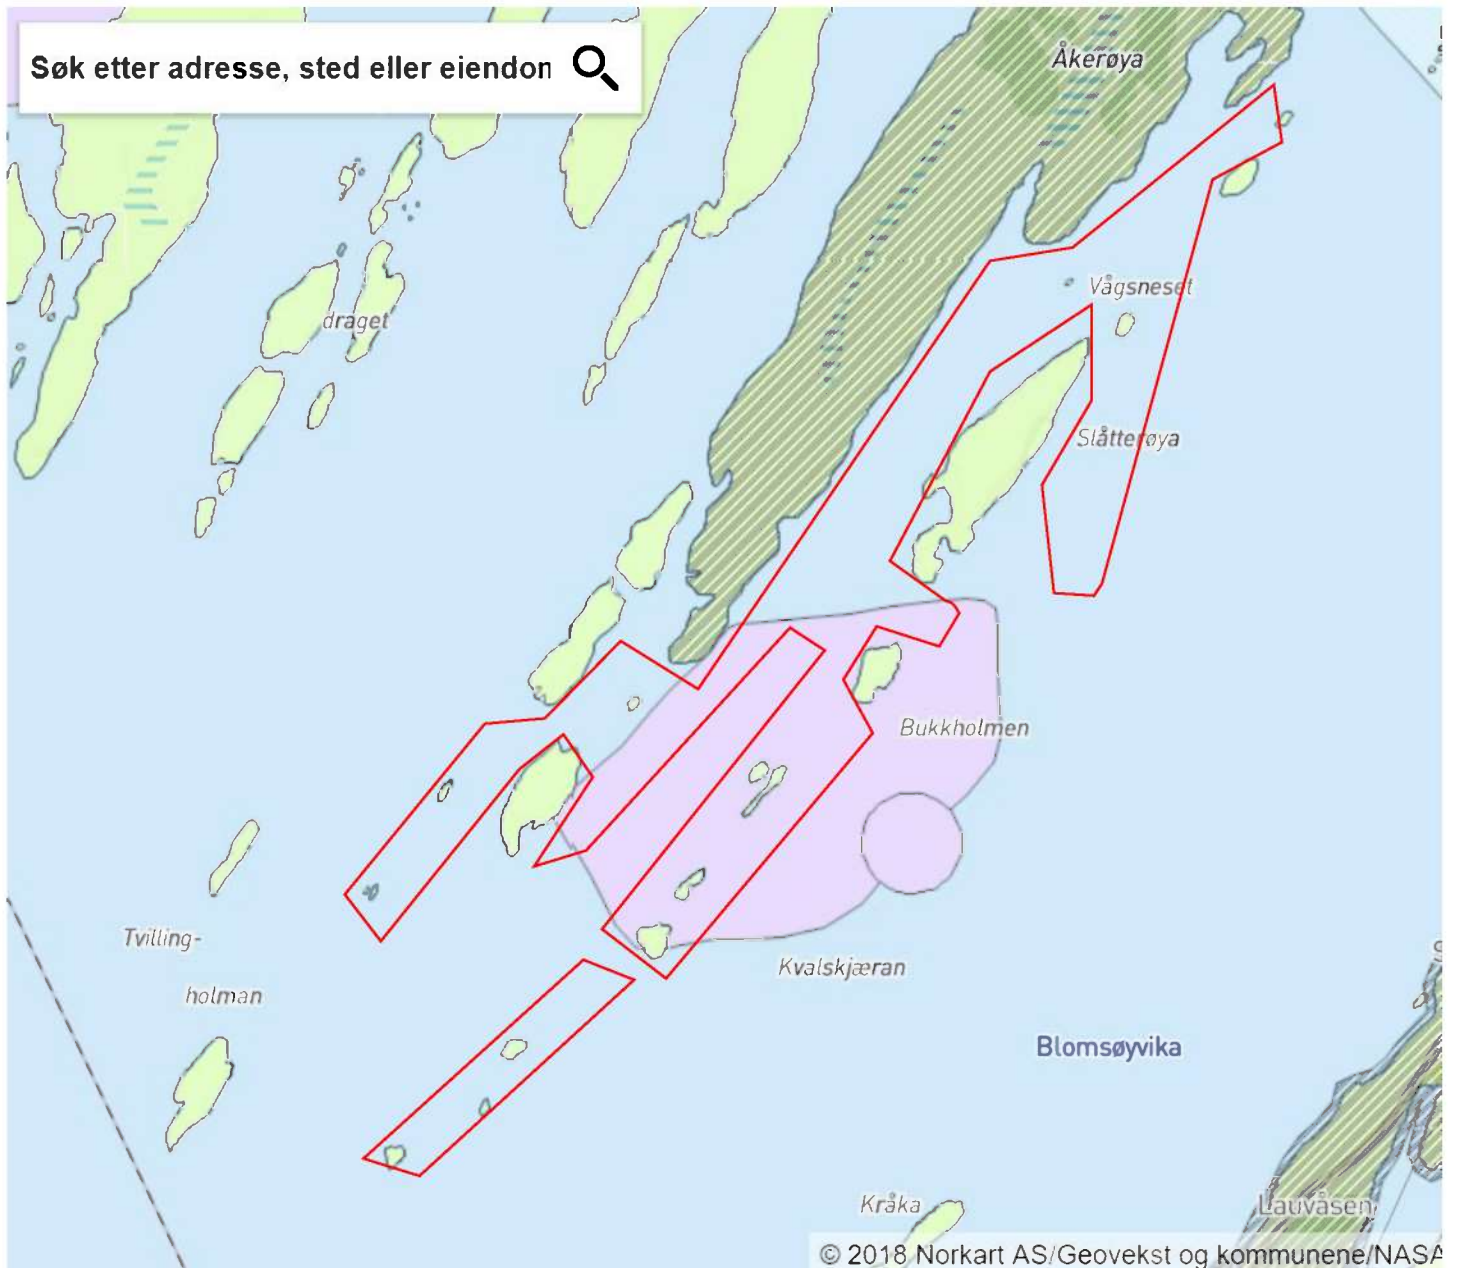 Søk etter adresse, sted eller eiendon
Åkerøya
Vågsneset
draget
Slåtterøya
Bukkholmen
Tvilling-
holman
Kvalskjæran
Blomsøyvika
Kråka
Lauvåsen
© 2018 Norkart AS/Geovekst og kommunene/NASA